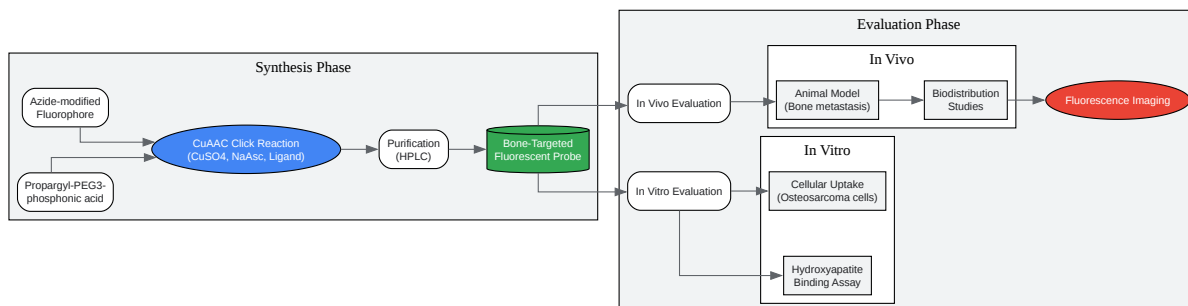 Synthesis Phase
Azide-modified
Fluorophore
Propargyl-PEG3-
phosphonic acid
CuAAC Click Reaction
(CuSO4, NaAsc, Ligand)
Purification
(HPLC)
Bone-Targeted
Fluorescent Probe
Evaluation Phase
In Vivo Evaluation
In Vivo
Animal Model
(Bone metastasis)
Biodistribution
Studies
Fluorescence Imaging
In Vitro Evaluation
In Vitro
Cellular Uptake
(Osteosarcoma cells)
Hydroxyapatite
Binding Assay